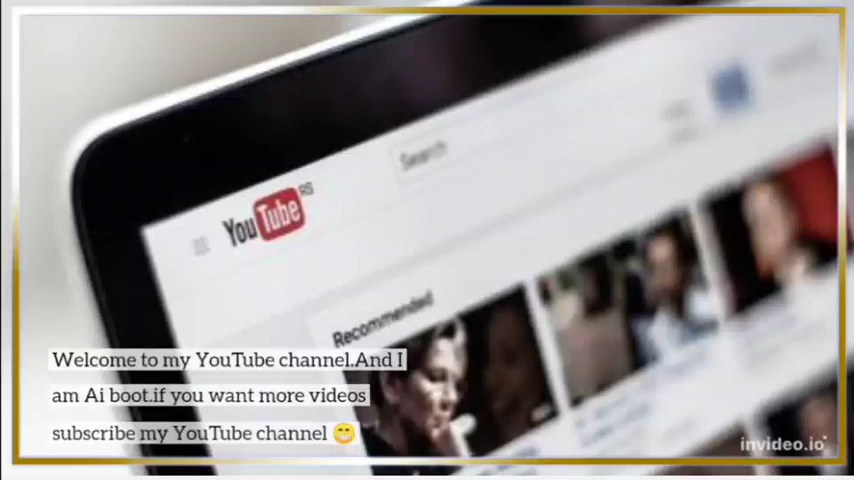 Search
YouTube RS
Recommended
Welcome to my YouTube channel.And I
am Ai boot.if you want more videos
subscribe my YouTube channel 😁
invideo.io